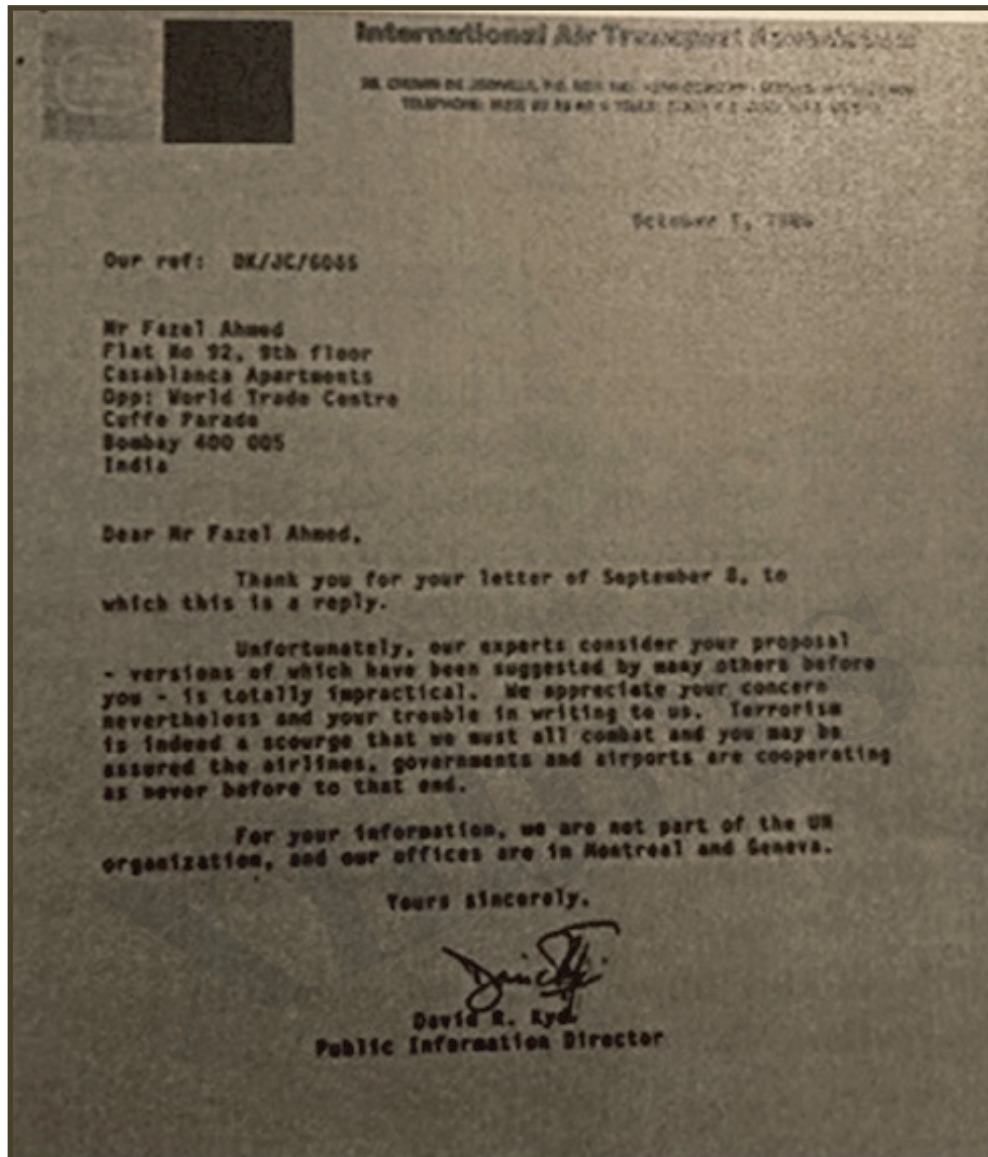 International Air Transport Association
October 1, 1986
Our ref: DK/JC/6065
Mr Fazel Ahmed
Flat No 92, 9th floor
Casablanca Apartments
Opp: World Trade Centre
Cuffe Parade
Bombay 400 005
India
Dear Mr Fazel Ahmed,
Thank you for your letter of September 8, to
which this is a reply.
Unfortunately, our experts consider your proposal
- versions of which have been suggested by many others before
you - is totally impractical. We appreciate your concern
nevertheless and your trouble in writing to us. Terrorism
is indeed a scourge that we must all combat and you may be
assured the airlines, governments and airports are cooperating
as never before to that end.
For your information, we are not part of the UN
organization, and our offices are in Montreal and Geneva.
Yours sincerely,
David R. Kyd
Public Information Director